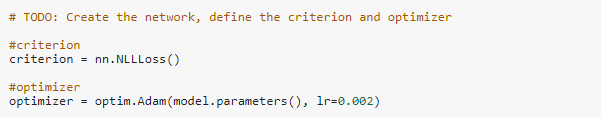 # TODO: Create the network, define the criterion and optimizer
#criterion
criterion = nn.NLLLoss()
#optimizer
optimizer = optim.Adam(model.parameters(), lr=0.002)